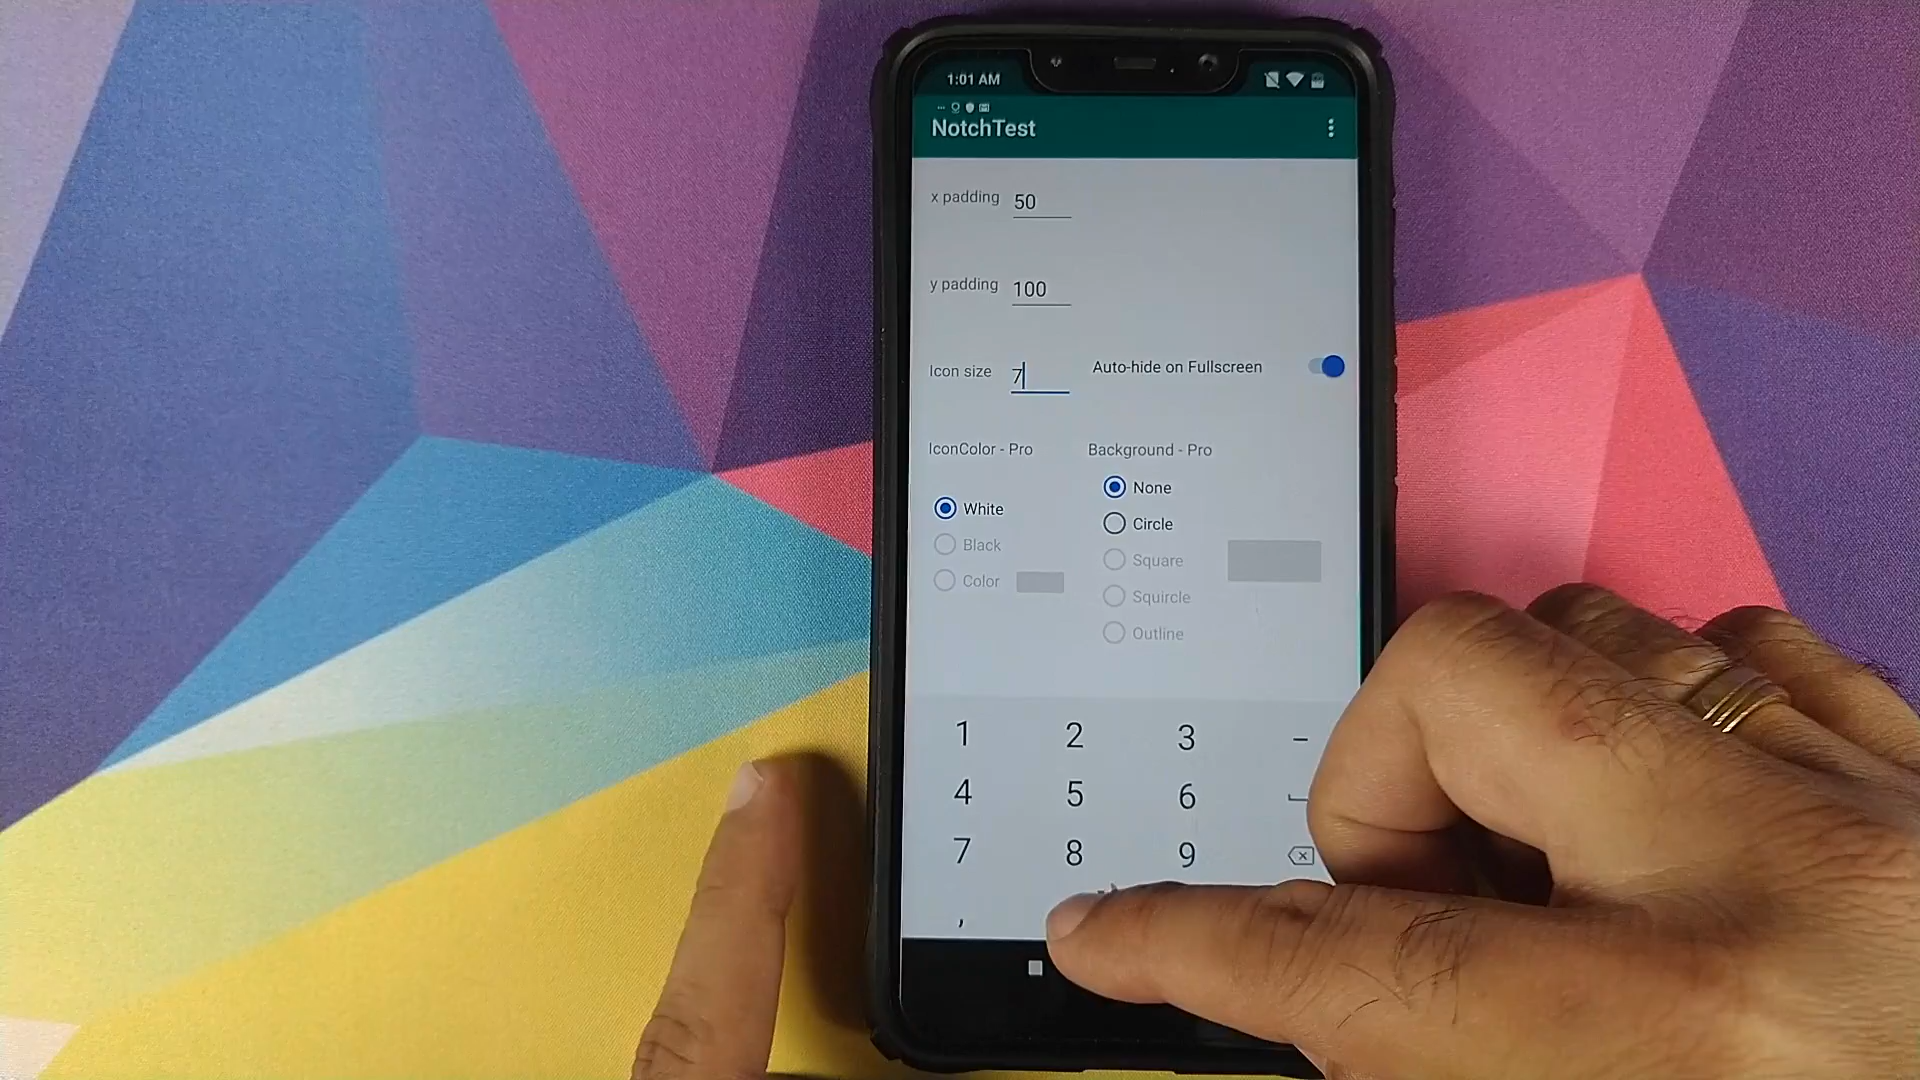 1:01 AM
NotchTest
x padding 50
y padding 100
Icon size 7 Auto-hide on Fullscreen
IconColor - Pro
White
Black
Color
Background - Pro
None
Circle
Square
Squircle
Outline
1 2 3 -
4 5 6
7 8 9
,